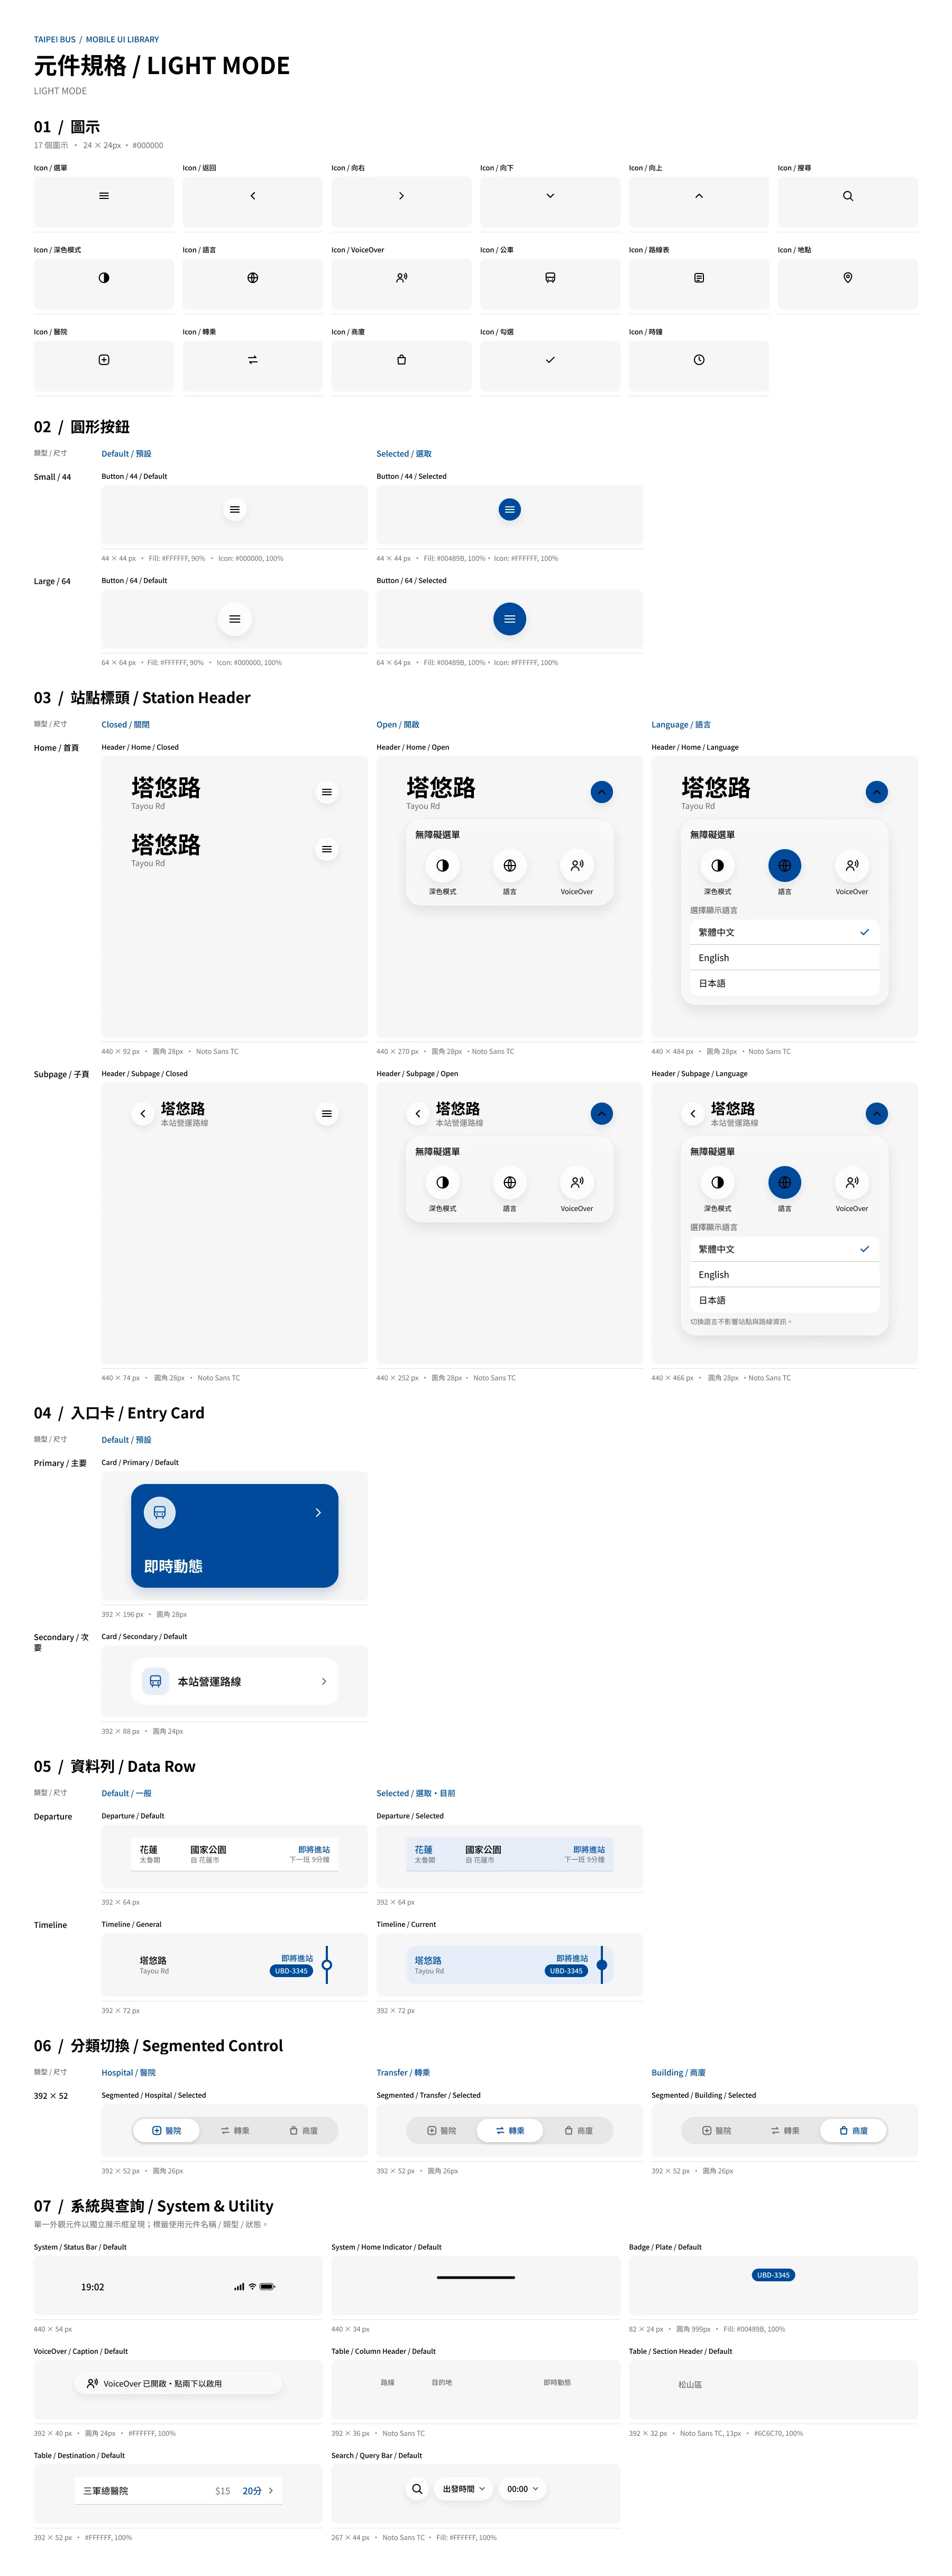 TAIPEI BUS / MOBILE UI LIBRARY
元件規格 / LIGHT MODE
LIGHT MODE
01 / 圖示
17 個圖示 ・ 24 × 24px ・ #000000
Icon / 選單
Icon / 返回
Icon / 向右
Icon / 向下
Icon / 向上
Icon / 搜尋
Icon / 深色模式
Icon / 語言
Icon / VoiceOver
Icon / 公車
Icon / 路線表
Icon / 地點
Icon / 醫院
Icon / 轉乘
Icon / 商廈
Icon / 勾選
Icon / 時鐘
02 / 圓形按鈕
類型 / 尺寸
Default / 預設
Selected / 選取
Small / 44
Button / 44 / Default
Button / 44 / Selected
44 × 44 px ・ Fill: #FFFFFF, 90% ・ Icon: #000000, 100%
44 × 44 px ・ Fill: #00489B, 100%・ Icon: #FFFFFF, 100%
Large / 64
Button / 64 / Default
Button / 64 / Selected
64 × 64 px ・ Fill: #FFFFFF, 90% ・ Icon: #000000, 100%
64 × 64 px ・ Fill: #00489B, 100%・ Icon: #FFFFFF, 100%
03 / 站點標頭 / Station Header
類型 / 尺寸
Closed / 關閉
Open / 開啟
Language / 語言
Home / 首頁
Header / Home / Closed
Header / Home / Open
Header / Home / Language
塔悠路
Tayou Rd
塔悠路
Tayou Rd
塔悠路
Tayou Rd
無障礙選單
深色模式
語言
VoiceOver
塔悠路
Tayou Rd
無障礙選單
深色模式
語言
VoiceOver
選擇顯示語言
繁體中文
English
日本語
440 × 92 px ・ 圓角 28px ・ Noto Sans TC
440 × 270 px ・ 圓角 28px ・Noto Sans TC
440 × 484 px ・ 圓角 28px ・Noto Sans TC
Subpage / 子頁
Header / Subpage / Closed
Header / Subpage / Open
Header / Subpage / Language
塔悠路
本站營運路線
塔悠路
本站營運路線
無障礙選單
深色模式
語言
VoiceOver
塔悠路
本站營運路線
無障礙選單
深色模式
語言
VoiceOver
選擇顯示語言
繁體中文
English
日本語
切換語言不影響站點與路線資訊。
440 × 74 px ・ 圓角 28px ・ Noto Sans TC
440 × 252 px ・ 圓角 28px・ Noto Sans TC
440 × 466 px ・ 圓角 28px ・Noto Sans TC
04 / 入口卡 / Entry Card
類型 / 尺寸
Default / 預設
Primary / 主要
Card / Primary / Default
即時動態
392 × 196 px ・ 圓角 28px
Secondary / 次
要
Card / Secondary / Default
本站營運路線
392 × 88 px ・ 圓角 24px
05 / 資料列 / Data Row
類型 / 尺寸
Default / 一般
Selected / 選取・目前
Departure
Departure / Default
Departure / Selected
花蓮
太魯閣
國家公園
自 花蓮市
即將進站
下一班 9分鐘
花蓮
太魯閣
國家公園
自 花蓮市
即將進站
下一班 9分鐘
392 × 64 px
392 × 64 px
Timeline
Timeline / General
Timeline / Current
塔悠路
Tayou Rd
即將進站
UBD-3345
塔悠路
Tayou Rd
即將進站
UBD-3345
392 × 72 px
392 × 72 px
06 / 分類切換 / Segmented Control
類型 / 尺寸
Hospital / 醫院
Transfer / 轉乘
Building / 商廈
392 × 52
Segmented / Hospital / Selected
Segmented / Transfer / Selected
Segmented / Building / Selected
醫院
轉乘
商廈
醫院
轉乘
商廈
醫院
轉乘
商廈
392 × 52 px ・ 圓角 26px
392 × 52 px ・ 圓角 26px
392 × 52 px ・ 圓角 26px
07 / 系統與查詢 / System & Utility
單一外觀元件以獨立展示框呈現；標籤使用元件名稱 / 類型 / 狀態。
System / Status Bar / Default
System / Home Indicator / Default
Badge / Plate / Default
19:02
UBD-3345
440 × 54 px
440 × 34 px
82 × 24 px ・ 圓角 999px ・ Fill: #00489B, 100%
VoiceOver / Caption / Default
Table / Column Header / Default
Table / Section Header / Default
VoiceOver 已開啟・點兩下以啟用
路線
目的地
即時動態
松山區
392 × 40 px ・ 圓角 24px ・ #FFFFFF, 100%
392 × 36 px ・ Noto Sans TC
392 × 32 px ・ Noto Sans TC, 13px ・ #6C6C70, 100%
Table / Destination / Default
Search / Query Bar / Default
三軍總醫院
$15
20分
出發時間
00:00
392 × 52 px ・ #FFFFFF, 100%
267 × 44 px ・ Noto Sans TC ・ Fill: #FFFFFF, 100%